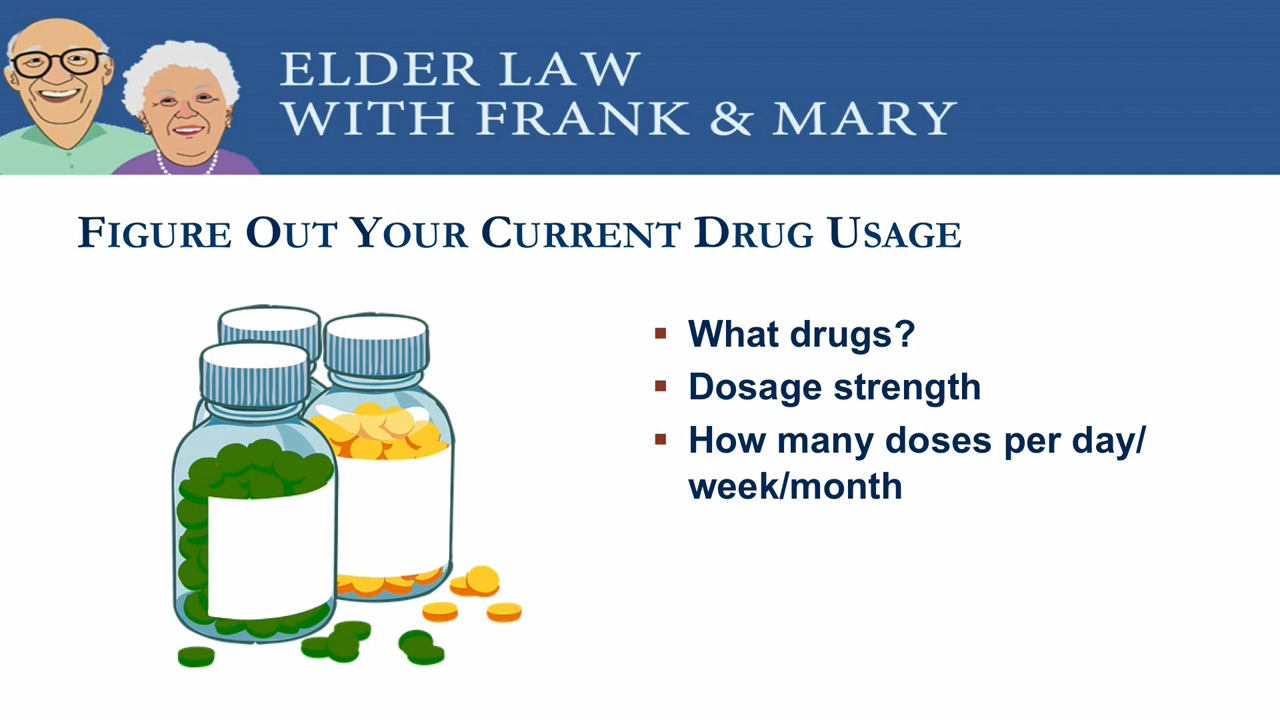 ELDER LAW
WITH FRANK & MARY
FIGURE OUT YOUR CURRENT DRUG USAGE
▪ What drugs?
▪ Dosage strength
▪ How many doses per day/
week/month